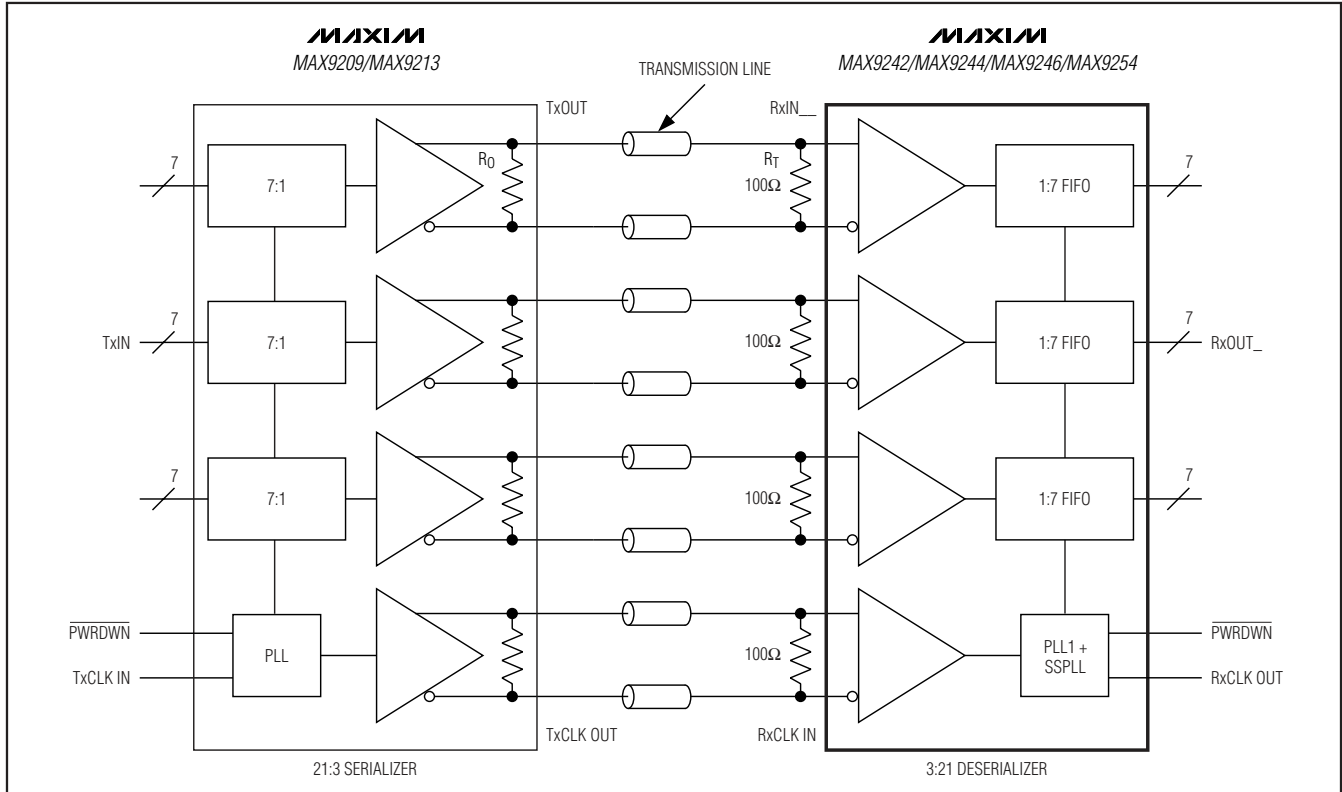 MAXIM
MAX9209/MAX9213
MAXIM
MAX9242/MAX9244/MAX9246/MAX9254
TRANSMISSION LINE
TxOUT
RxIN__
7
7:1
RO
RT
100Ω
1:7 FIFO
7
TxIN
7
7:1
100Ω
1:7 FIFO
7
RxOUT_
7
7:1
100Ω
1:7 FIFO
7
PWRDWN
TxCLK IN
PLL
100Ω
PLL1 +
SSPLL
PWRDWN
RxCLK OUT
TxCLK OUT
RxCLK IN
21:3 SERIALIZER
3:21 DESERIALIZER